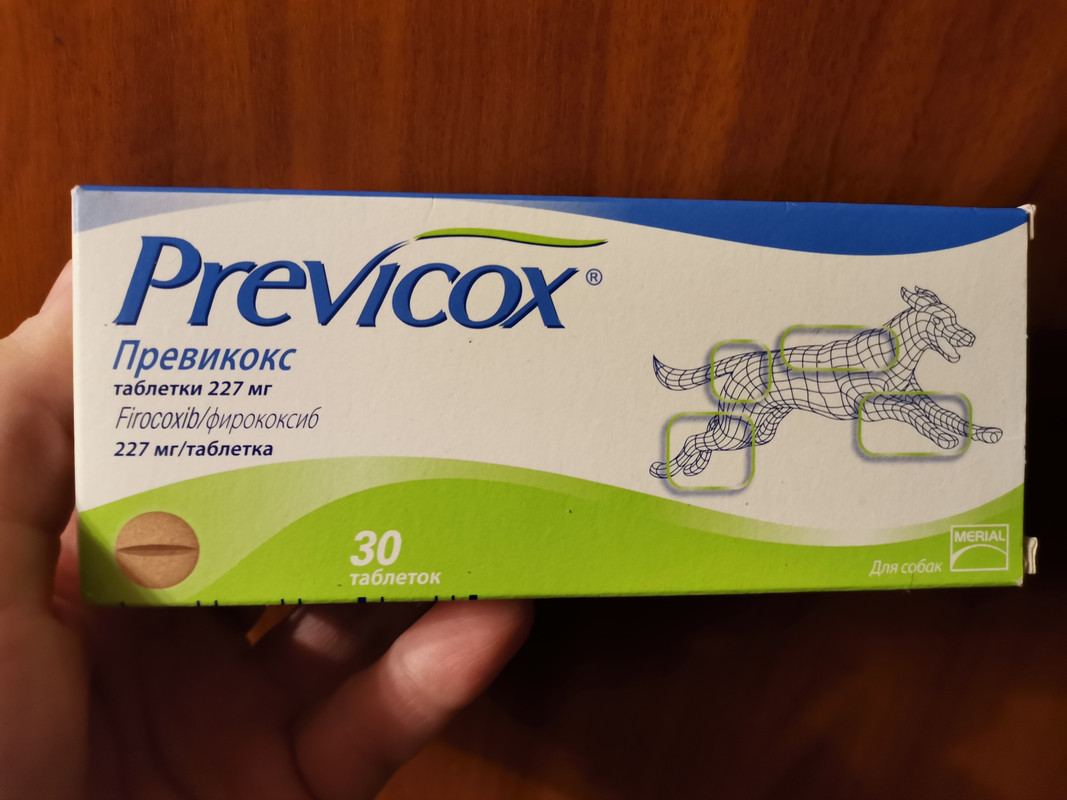 Previcox®
Превикокс
таблетки 227 мг
Firocoxib/фирококсиб
227 мг/таблетка
30
таблеток
Для собак
MERIAL